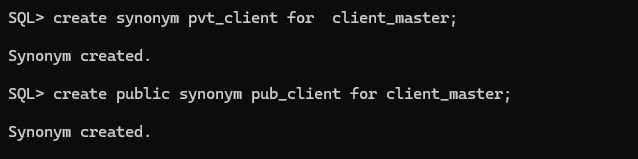 SQL> create synonym pvt_client for  client_master;
Synonym created.
SQL> create public synonym pub_client for client_master;
Synonym created.